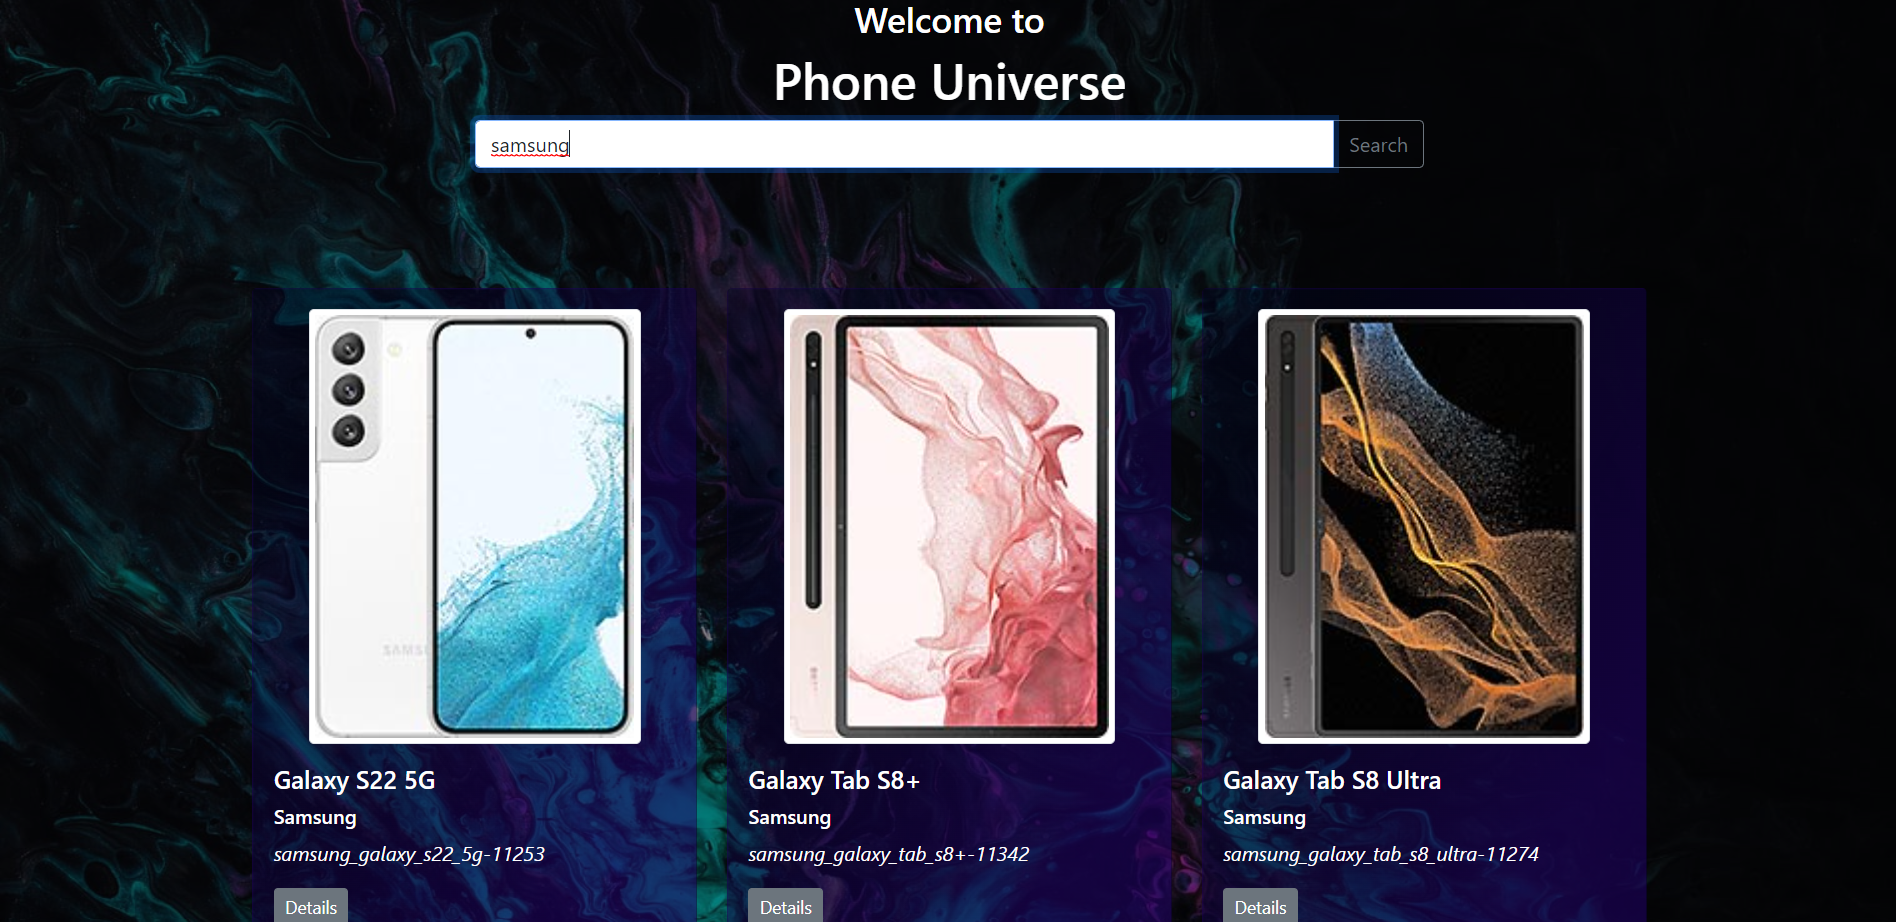 Welcome to
Phone Universe
samsung
Search
Galaxy S22 5G
Samsung
samsung_galaxy_s22_5g-11253
Details
Galaxy Tab S8+
Samsung
samsung_galaxy_tab_s8+-11342
Details
Galaxy Tab S8 Ultra
Samsung
samsung_galaxy_tab_s8_ultra-11274
Details